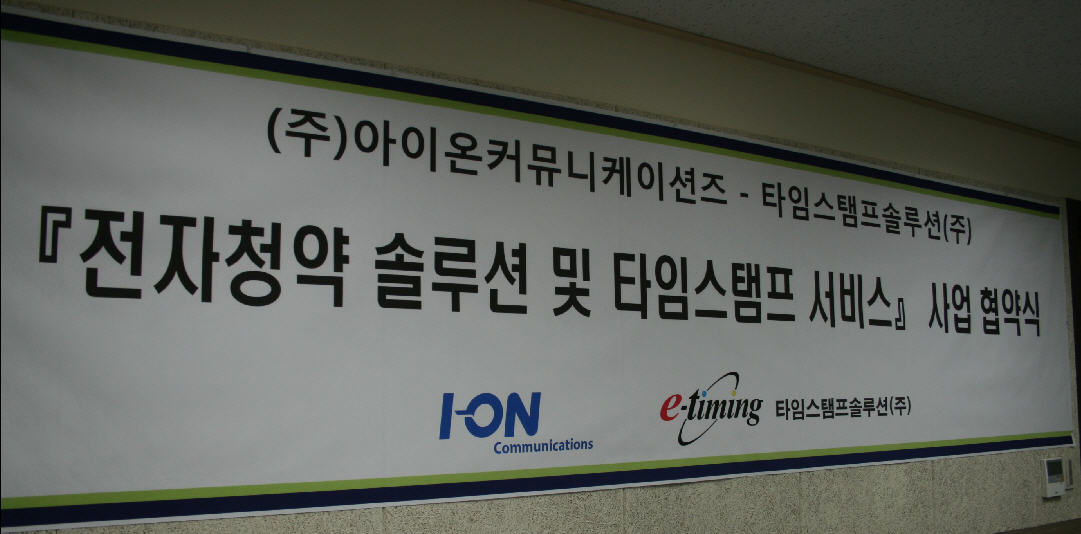 (주)아이온커뮤니케이션즈 - 타임스탬프솔루션(주)
『전자청약 솔루션 및 타임스탬프 서비스』 사업 협약식
I-ON
Communications
e-timing 타임스탬프솔루션(주)